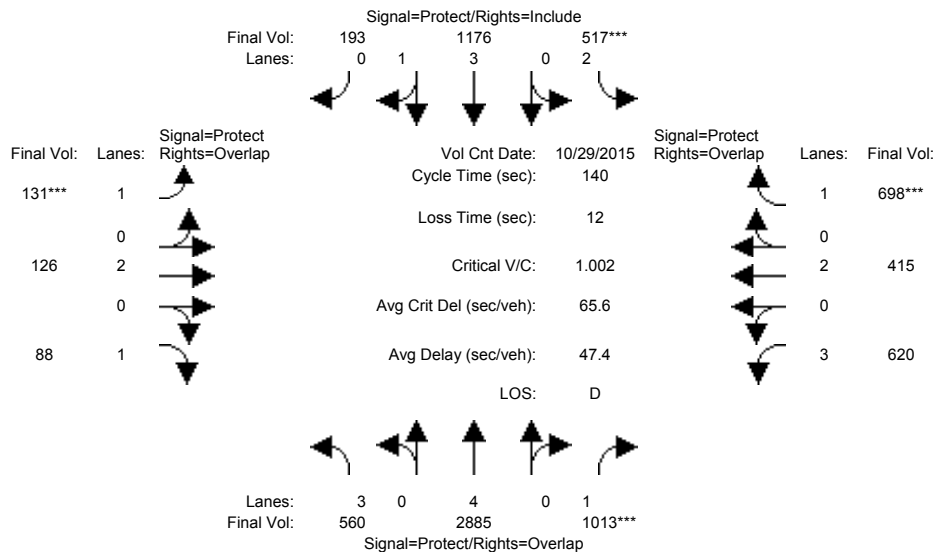 Signal=Protect/Rights=Include
Final Vol: 193 1176 517***
Lanes: 0 1 3 0 2
Signal=Protect Signal=Protect
Final Vol: Lanes: Rights=Overlap Vol Cnt Date: 10/29/2015 Rights=Overlap Lanes: Final Vol:
Cycle Time (sec): 140
131*** 1 1 698***
Loss Time (sec): 12
0 0
126 2 Critical V/C: 1.002 2 415
0 Avg Crit Del (sec/veh): 65.6 0
88 1 Avg Delay (sec/veh): 47.4 3 620
LOS: D
Lanes: 3 0 4 0 1
Final Vol: 560 2885 1013***
Signal=Protect/Rights=Overlap